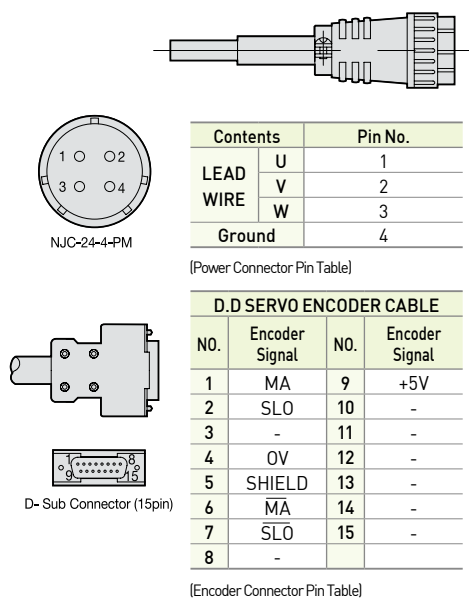 Contents Pin No.
LEAD WIRE U 1
V 2
W 3
Ground 4
(Power Connector Pin Table)
1 2
3 4
NJC-24-4-PM
D.D SERVO ENCODER CABLE
NO. Encoder Signal NO. Encoder Signal
1 MA 9 +5V
2 SLO 10 -
3 - 11 -
4 0V 12 -
5 SHIELD 13 -
6 M̅A̅ 14 -
7 S̅L̅O̅ 15 -
8 -
(Encoder Connector Pin Table)
1 8
9 15
D- Sub Connector (15pin)